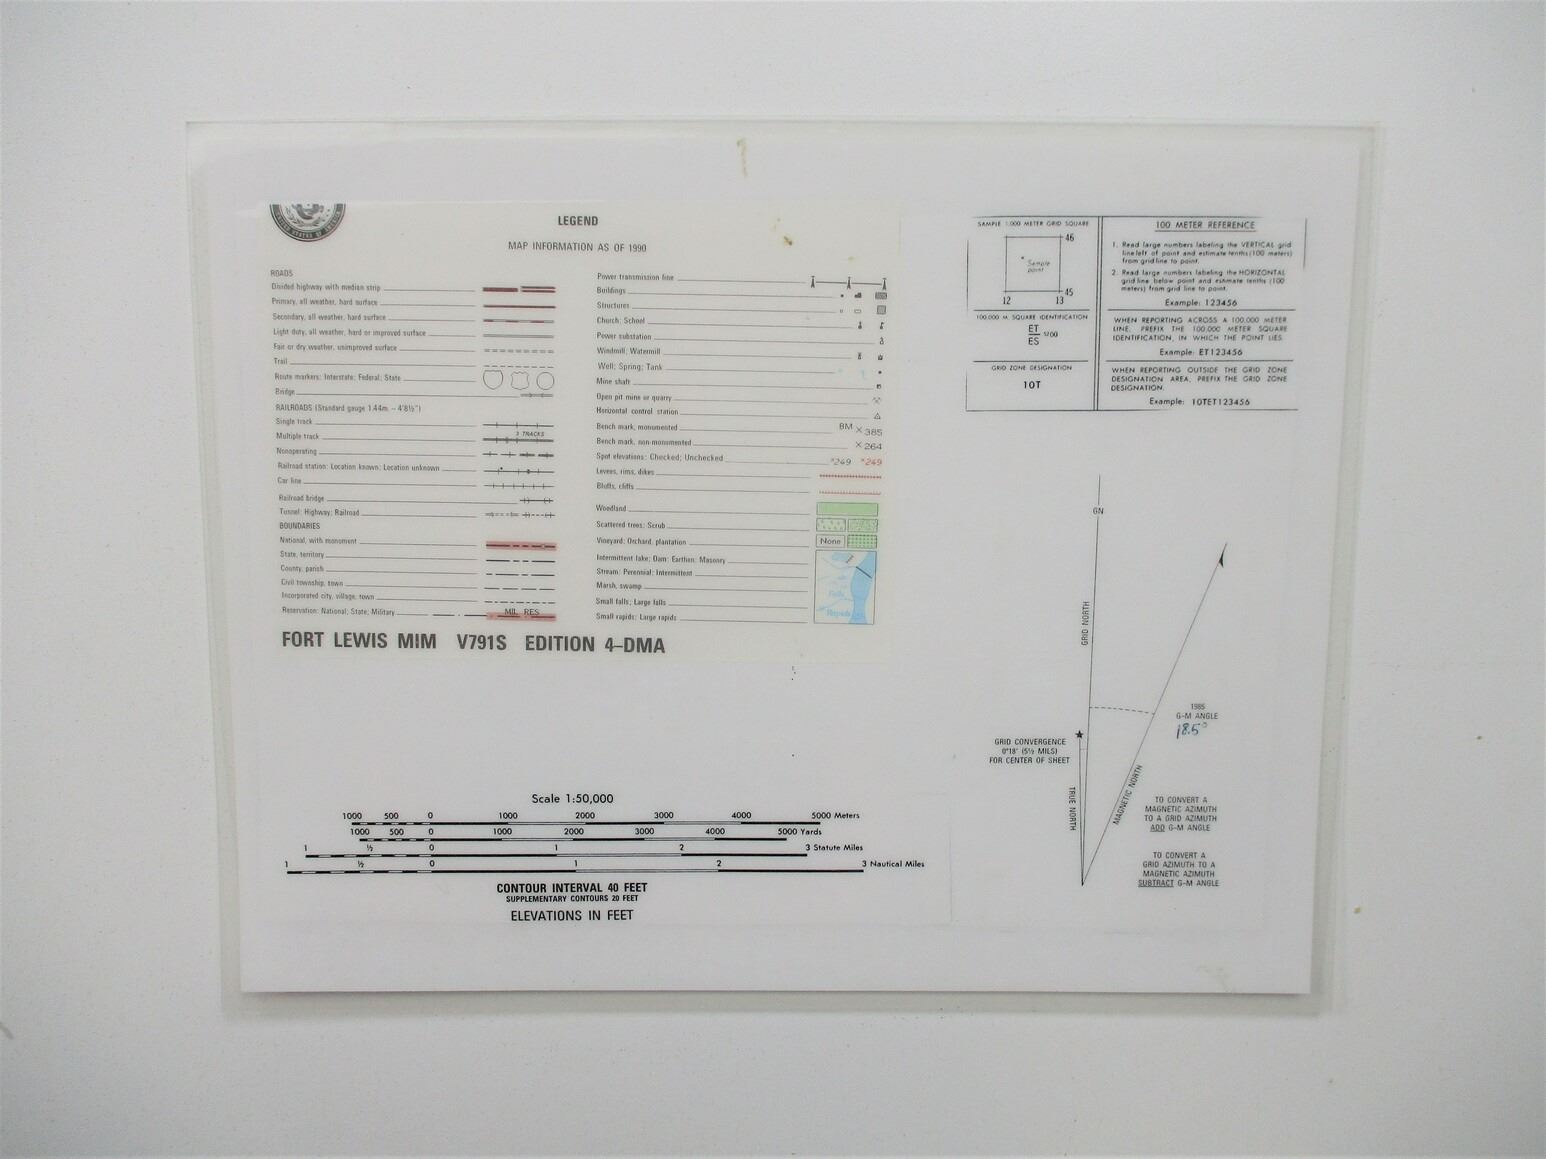 LEGEND
MAP INFORMATION AS OF 1990
ROADS
Divided highway with median strip
Primary, all weather, hard surface
Secondary, all weather, hard surface
Light duty, all weather, hard or improved surface
Fair or dry weather, unimproved surface
Trail
Route markers: Interstate; Federal; State
Bridge
RAILROADS (Standard gauge 1.44m. – 4'8½")
Single track
Multiple track
3 TRACKS
Nonoperating
Railroad station: Location known; Location unknown
Car line
Railroad bridge
Tunnel: Highway; Railroad
BOUNDARIES
National, with monument
State, territory
County, parish
Civil township, town
Incorporated city, village, town
Reservation: National; State; Military
MIL RES
Power transmission line
Buildings
Structures
Church; School
Power substation
Windmill; Watermill
Well; Spring; Tank
Mine shaft
Open pit mine or quarry
Horizontal control station
Bench mark, monumented
BM X 385
Bench mark, non-monumented
X 264
Spot elevations: Checked; Unchecked
x249 x249
Levees, rims, dikes
Bluffs, cliffs
Woodland
Scattered trees; Scrub
Vineyard; Orchard, plantation
None
Intermittent lake; Dam: Earthen; Masonry
Stream: Perennial; Intermittent
Marsh, swamp
Small falls; Large falls
Falls
Small rapids; Large rapids
Rapids
FORT LEWIS MIM V791S EDITION 4–DMA
Scale 1:50,000
1000 500 0 1000 2000 3000 4000 5000 Meters
1000 500 0 1000 2000 3000 4000 5000 Yards
1 ½ 0 1 2 3 Statute Miles
1 ½ 0 1 2 3 Nautical Miles
CONTOUR INTERVAL 40 FEET
SUPPLEMENTARY CONTOURS 20 FEET
ELEVATIONS IN FEET
SAMPLE 1,000 METER GRID SQUARE
46
Sample
point
45
12 13
100,000 M. SQUARE IDENTIFICATION
ET
ES
5200
GRID ZONE DESIGNATION
10T
100 METER REFERENCE
1. Read large numbers labeling the VERTICAL grid
line left of point and estimate tenths (100 meters)
from grid line to point.
2. Read large numbers labeling the HORIZONTAL
grid line below point and estimate tenths (100
meters) from grid line to point.
Example: 123456
WHEN REPORTING ACROSS A 100,000 METER
LINE, PREFIX THE 100,000 METER SQUARE
IDENTIFICATION, IN WHICH THE POINT LIES.
Example: ET123456
WHEN REPORTING OUTSIDE THE GRID ZONE
DESIGNATION AREA, PREFIX THE GRID ZONE
DESIGNATION.
Example: 10TET123456
GN
GRID NORTH
1985
G-M ANGLE
18.5°
GRID CONVERGENCE
0°18' (5½ MILS)
FOR CENTER OF SHEET
TRUE NORTH
MAGNETIC NORTH
TO CONVERT A
MAGNETIC AZIMUTH
TO A GRID AZIMUTH
ADD G-M ANGLE
TO CONVERT A
GRID AZIMUTH TO A
MAGNETIC AZIMUTH
SUBTRACT G-M ANGLE